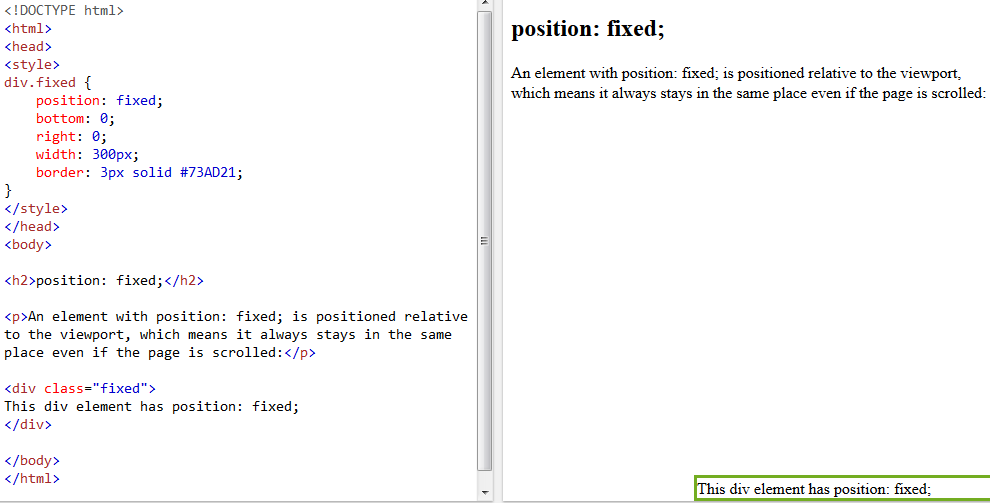 <!DOCTYPE html>
<html>
<head>
<style>
div.fixed {
    position: fixed;
    bottom: 0;
    right: 0;
    width: 300px;
    border: 3px solid #73AD21;
}
</style>
</head>
<body>
<h2>position: fixed;</h2>
<p>An element with position: fixed; is positioned relative
to the viewport, which means it always stays in the same
place even if the page is scrolled:</p>
<div class="fixed">
This div element has position: fixed;
</div>
</body>
</html>
position: fixed;
An element with position: fixed; is positioned relative to the viewport,
which means it always stays in the same place even if the page is scrolled:
This div element has position: fixed;